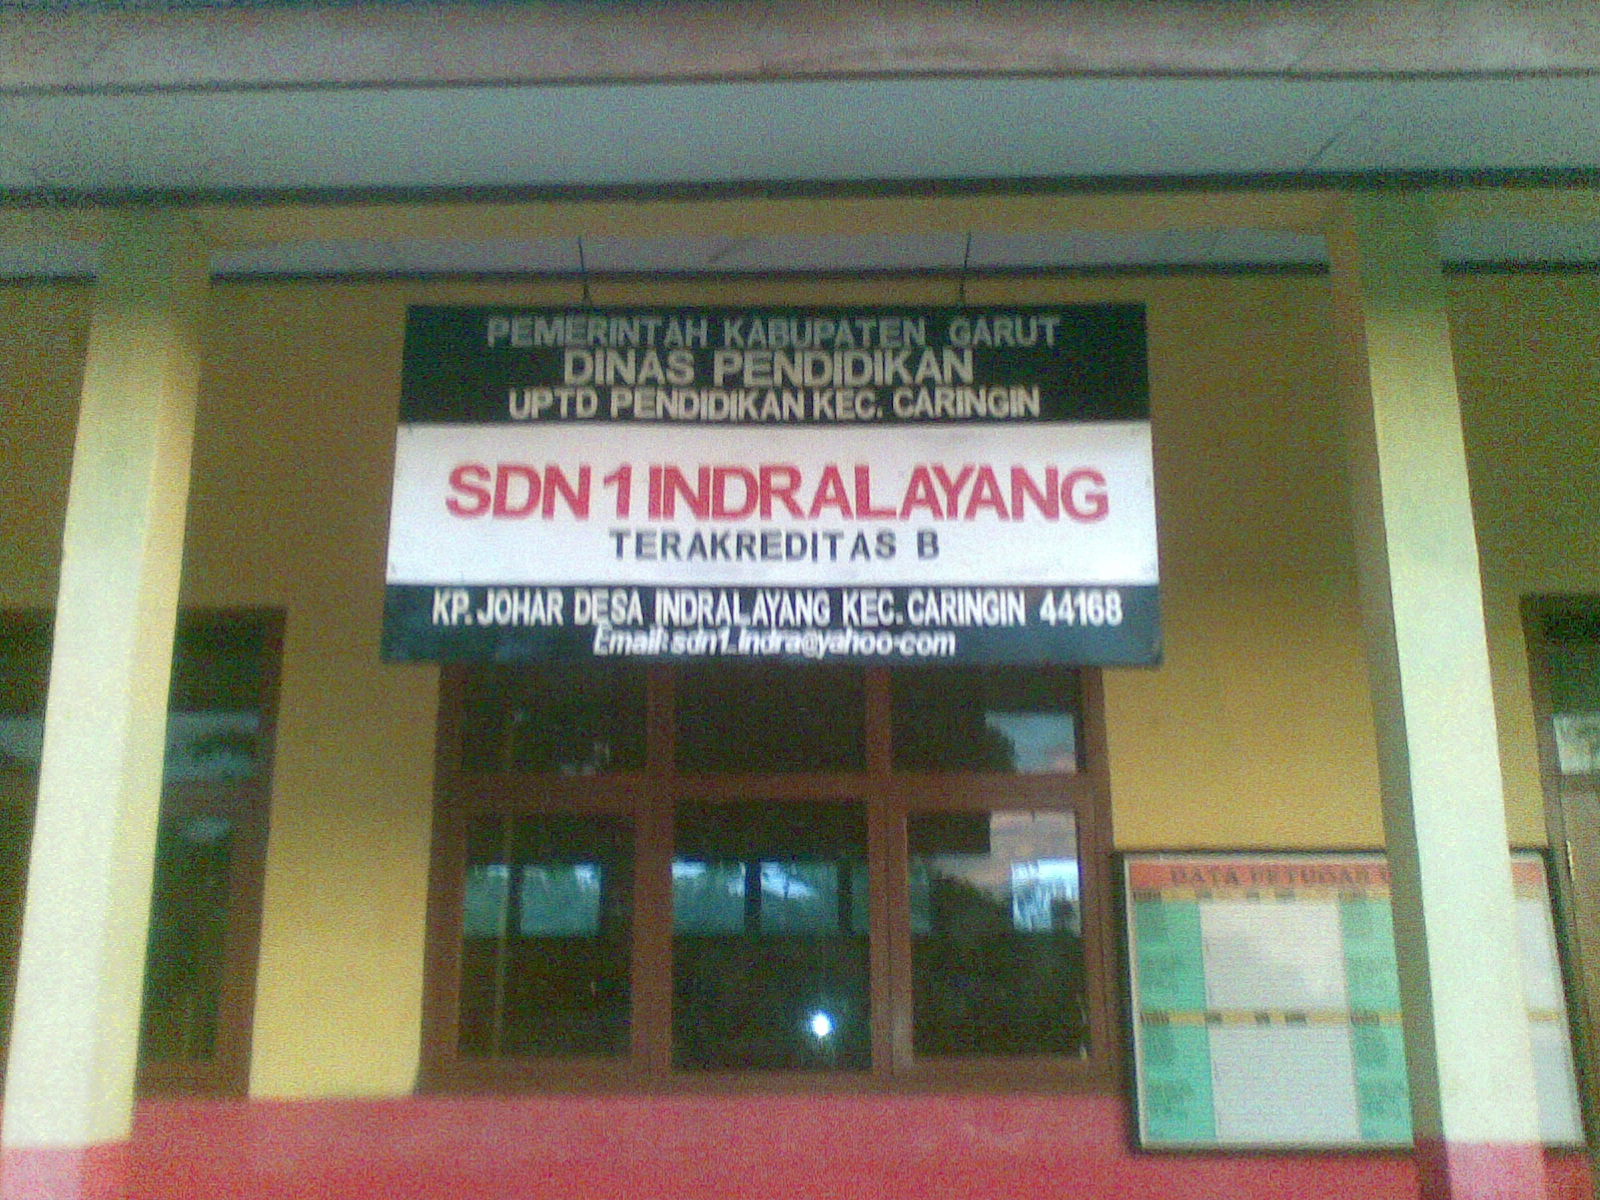 PEMERINTAH KABUPATEN GARUT
DINAS PENDIDIKAN
UPTD PENDIDIKAN KEC. CARINGIN
SDN 1 INDRALAYANG
TERAKREDITAS B
KP. JOHAR DESA INDRALAYANG KEC. CARINGIN 44168
Email: sdn1_Indra@yahoo.com
DATA